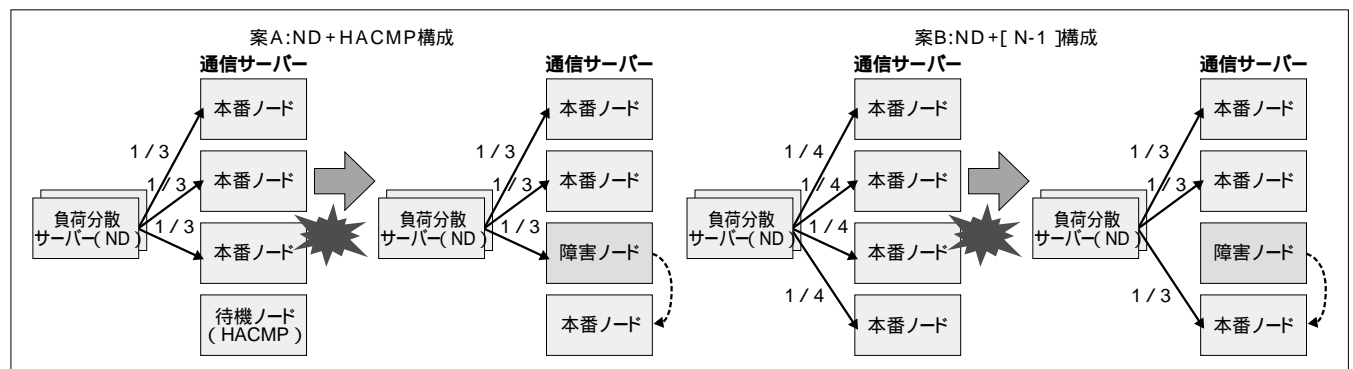 案A:ND+HACMP構成
通信サーバー
本番ノード
本番ノード
本番ノード
待機ノード
(HACMP)
負荷分散
サーバー(ND)
1/3
1/3
1/3
通信サーバー
本番ノード
本番ノード
障害ノード
本番ノード
負荷分散
サーバー(ND)
1/3
1/3
1/3
案B:ND+[N-1]構成
通信サーバー
本番ノード
本番ノード
本番ノード
本番ノード
負荷分散
サーバー(ND)
1/4
1/4
1/4
1/4
通信サーバー
本番ノード
本番ノード
障害ノード
本番ノード
負荷分散
サーバー(ND)
1/3
1/3
1/3